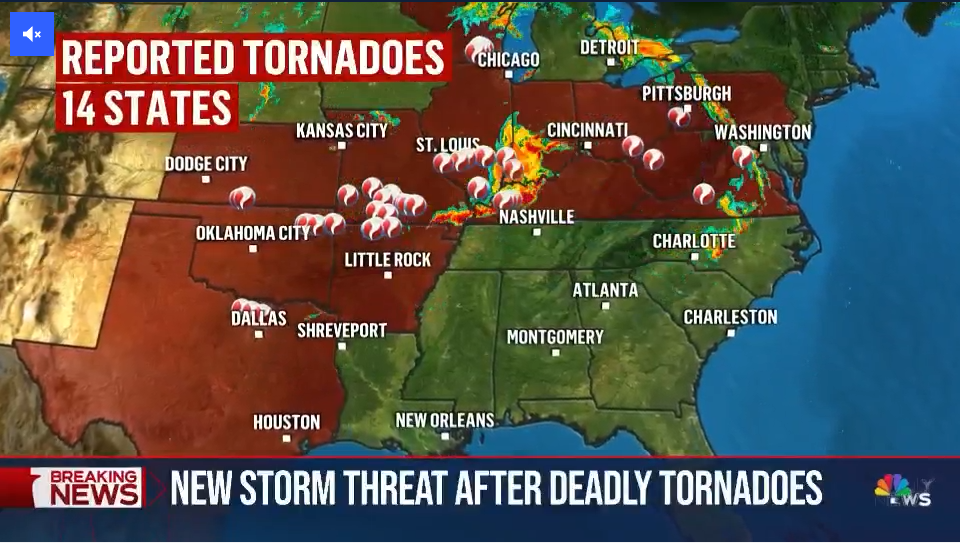 REPORTED TORNADOES
14 STATES
CHICAGO
DETROIT
PITTSBURGH
KANSAS CITY
ST. LOUIS
CINCINNATI
WASHINGTON
DODGE CITY
NASHVILLE
OKLAHOMA CITY
CHARLOTTE
LITTLE ROCK
ATLANTA
DALLAS
SHREVEPORT
CHARLESTON
MONTGOMERY
HOUSTON
NEW ORLEANS
BREAKING
NEWS
NEW STORM THREAT AFTER DEADLY TORNADOES